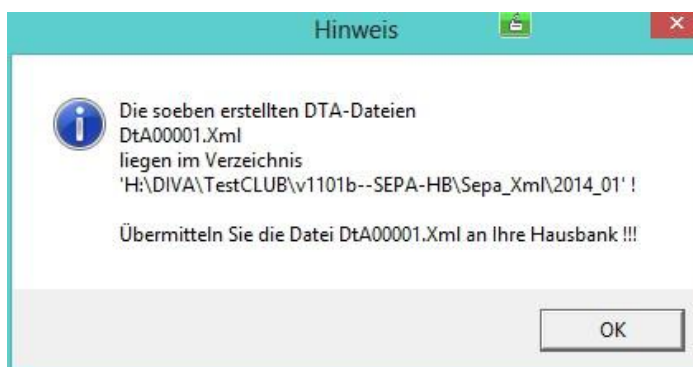 Hinweis
Die soeben erstellten DTA-Dateien
DtA00001.Xml
liegen im Verzeichnis
'H:\DIVA\TestCLUB\v1101b--SEPA-HB\Sepa_Xml\2014_01' !
Übermitteln Sie die Datei DtA00001.Xml an Ihre Hausbank !!!
OK